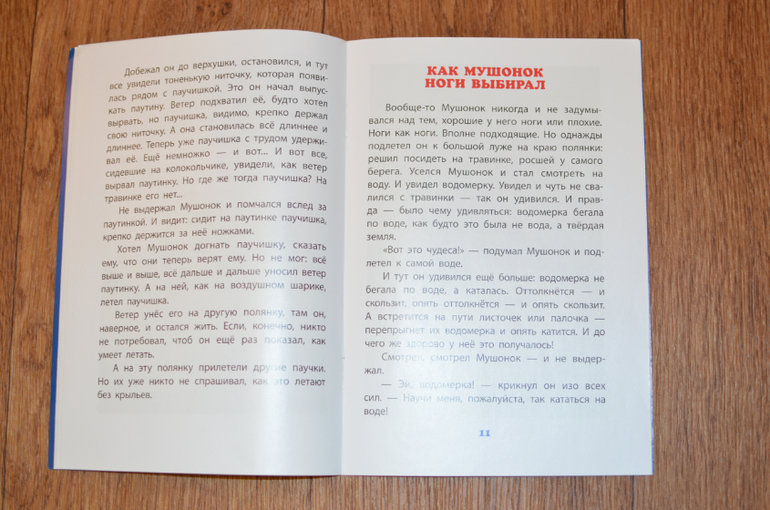 Добежал он до верхушки, остановился, и тут
все увидели тоненькую ниточку, которая появи-
лась рядом с паучишкой. Это он начал выпус-
кать паутину. Ветер подхватил её, будто хотел
вырвать, но паучишка, видимо, крепко держал
свою ниточку. А она становилась всё длиннее и
длиннее. Теперь уже паучишка с трудом удержи-
вал её. Ещё немножко — и вот... И вот все,
сидевшие на колокольчике, увидели, как ветер
вырвал паутинку. Но где же тогда паучишка? На
травинке его нет...
Не выдержал Мушонок и помчался вслед за
паутинкой. И видит: сидит на паутинке паучишка,
крепко держится за неё ножками.
Хотел Мушонок догнать паучишку, сказать
ему, что они теперь верят ему. Но не мог: всё
выше и выше, всё дальше и дальше уносил ветер
паутинку. А на ней, как на воздушном шарике,
летел паучишка.
Ветер унёс его на другую полянку, там он,
наверное, и остался жить. Если, конечно, никто
не потребовал, чтоб он ещё раз показал, как
умеет летать.
А на эту полянку прилетели другие паучки.
Но их уже никто не спрашивал, как это летают
без крыльев.
КАК МУШОНОК
НОГИ ВЫБИРАЛ
Вообще-то Мушонок никогда и не задумы-
вался над тем, хорошие у него ноги или плохие.
Ноги как ноги. Вполне подходящие. Но однажды
подлетел он к большой луже на краю полянки:
решил посидеть на травинке, росшей у самого
берега. Уселся Мушонок и стал смотреть на
воду. И увидел водомерку. Увидел и чуть не сва-
лился с травинки — так он удивился. И прав-
да — было чему удивляться: водомерка бегала
по воде, как будто это была не вода, а твёрдая
земля.
«Вот это чудеса!» — подумал Мушонок и под-
летел к самой воде.
И тут он удивился ещё больше: водомерка не
бегала по воде, а каталась. Оттолкнётся — и
скользит, опять оттолкнётся — и опять скользит.
А встретится на пути листочек или палочка —
перепрыгнет их водомерка и опять катится. И до
чего же здорово у неё это получалось!
Смотрел, смотрел Мушонок — и не выдер-
жал.
— Эй, водомерка! — крикнул он изо всех
сил. — Научи меня, пожалуйста, так кататься на
воде!
11